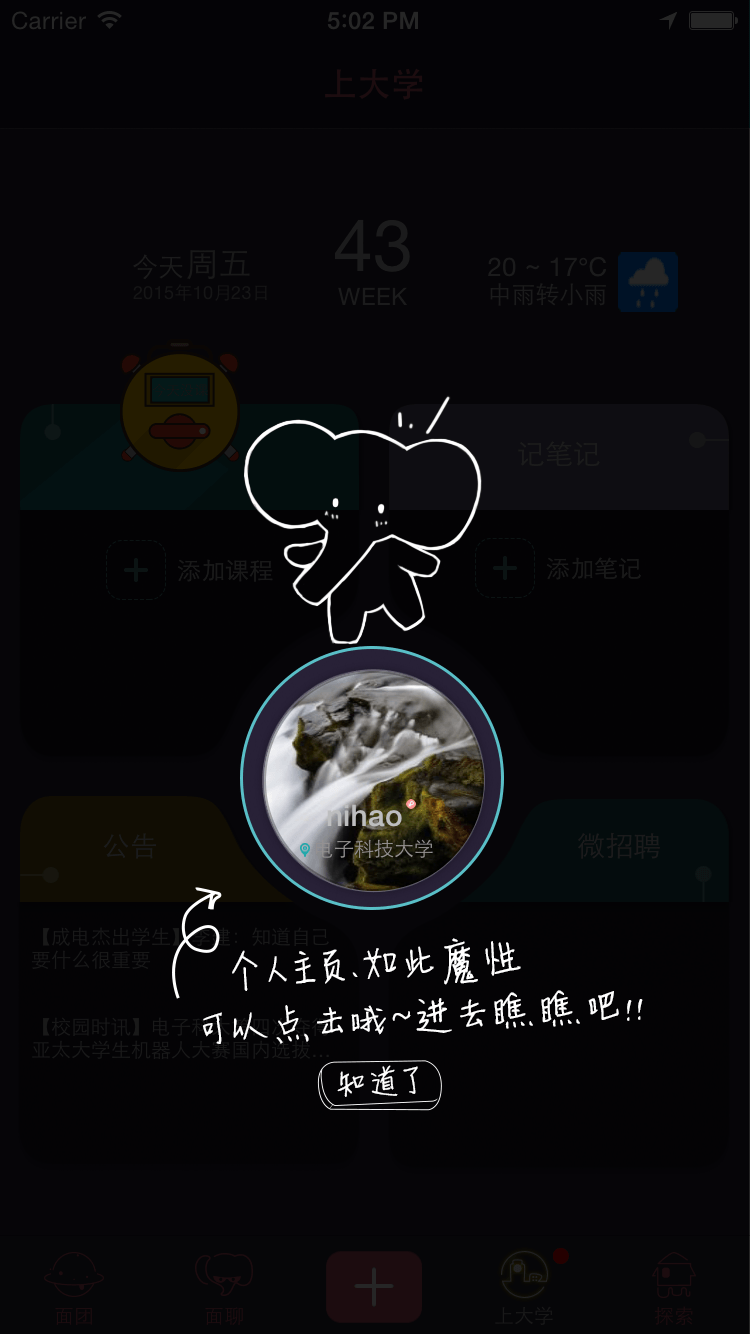 Carrier
5:02 PM
上大学
43
今天周五
20 ~ 17℃
2015年10月23日
WEEK
中雨转小雨
记笔记
添加课程
添加笔记
nihao
电子科技大学
公告
微招聘
【成电杰出学生】
建：知道自己
要什么很重要
个人主页、如此魔性
可以点击哦~进去瞧瞧吧!!
【校园时讯】电子
亚太大学生机器人大赛国内选拔...
知道了
面团
面聊
上大学
探索